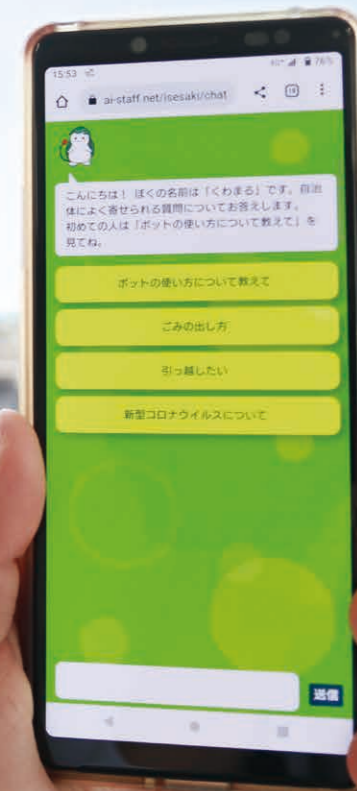 15:53
4G+ 76%
ai-staff.net/isesaki/chat
18
こんにちは! ぼくの名前は「くわまる」です。自治
体によく寄せられる質問についてお答えします。
初めての人は「ボットの使い方について教えて」を
見てね。
ボットの使い方について教えて
ごみの出し方
引っ越したい
新型コロナウイルスについて
送信